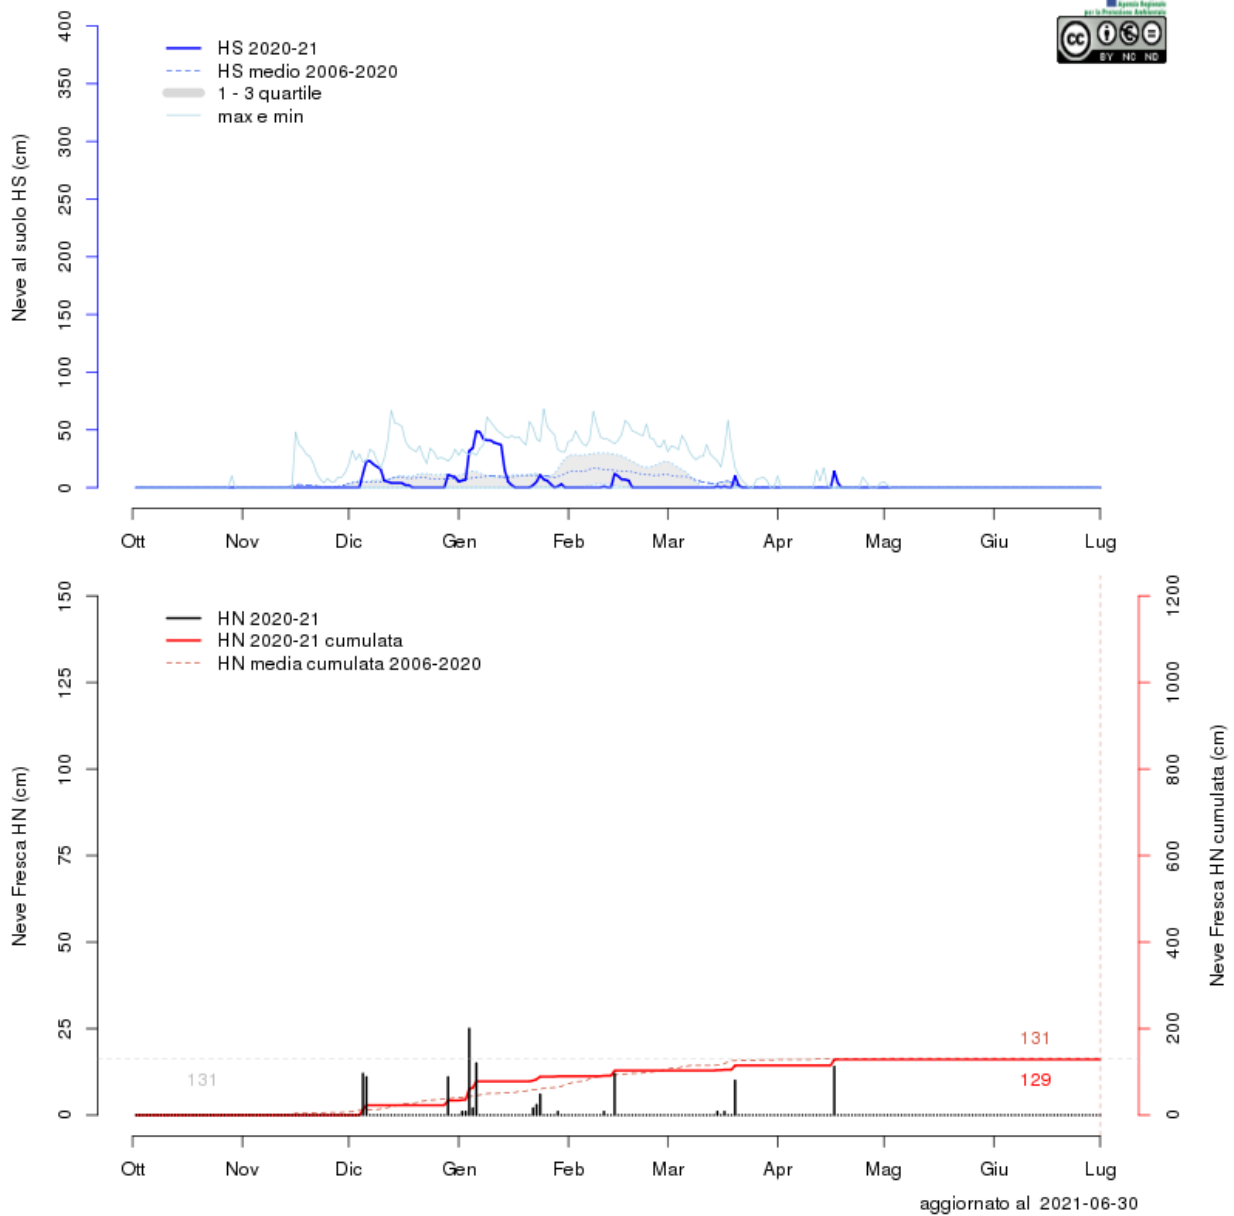 Agenzia Regionale
per la Protezione Ambientale
cc
BY NC ND
HS 2020-21
HS medio 2006-2020
1 - 3 quartile
max e min
Neve al suolo HS (cm)
400
350
300
250
200
150
100
50
0
Ott Nov Dic Gen Feb Mar Apr Mag Giu Lug
HN 2020-21
HN 2020-21 cumulata
HN media cumulata 2006-2020
Neve Fresca HN (cm)
150
125
100
75
50
25
0
Neve Fresca HN cumulata (cm)
1200
1000
800
600
400
200
0
131
131
129
Ott Nov Dic Gen Feb Mar Apr Mag Giu Lug
aggiornato al 2021-06-30